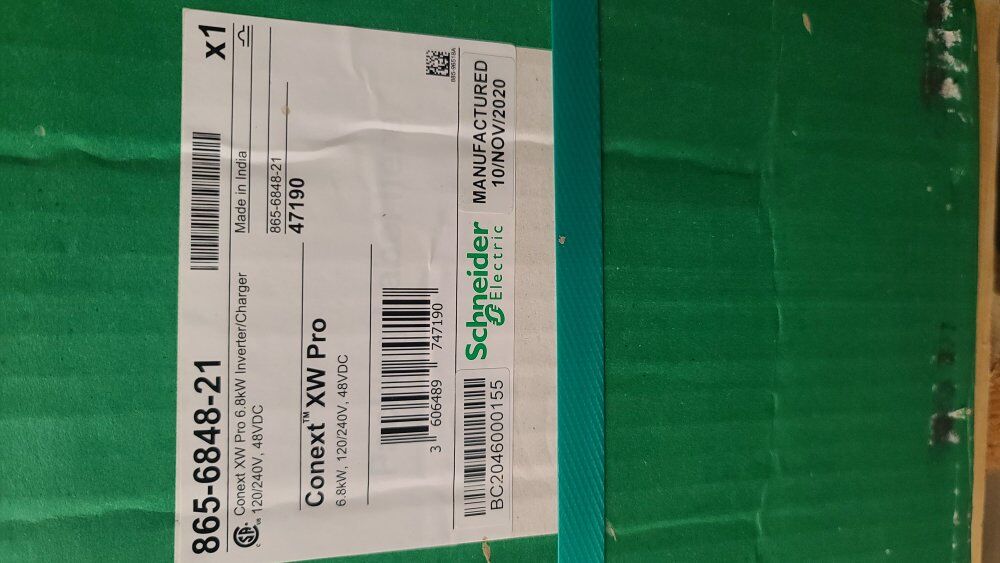 865-6848-21
x1
Conext XW Pro 6.8kW Inverter/Charger
120/240V, 48VDC
Made in India
Conext™ XW Pro
6.8kW, 120/240V, 48VDC
865-6848-21
47190
3 606489 747190
BC2046000155
Schneider
Electric
MANUFACTURED
10/NOV/2020